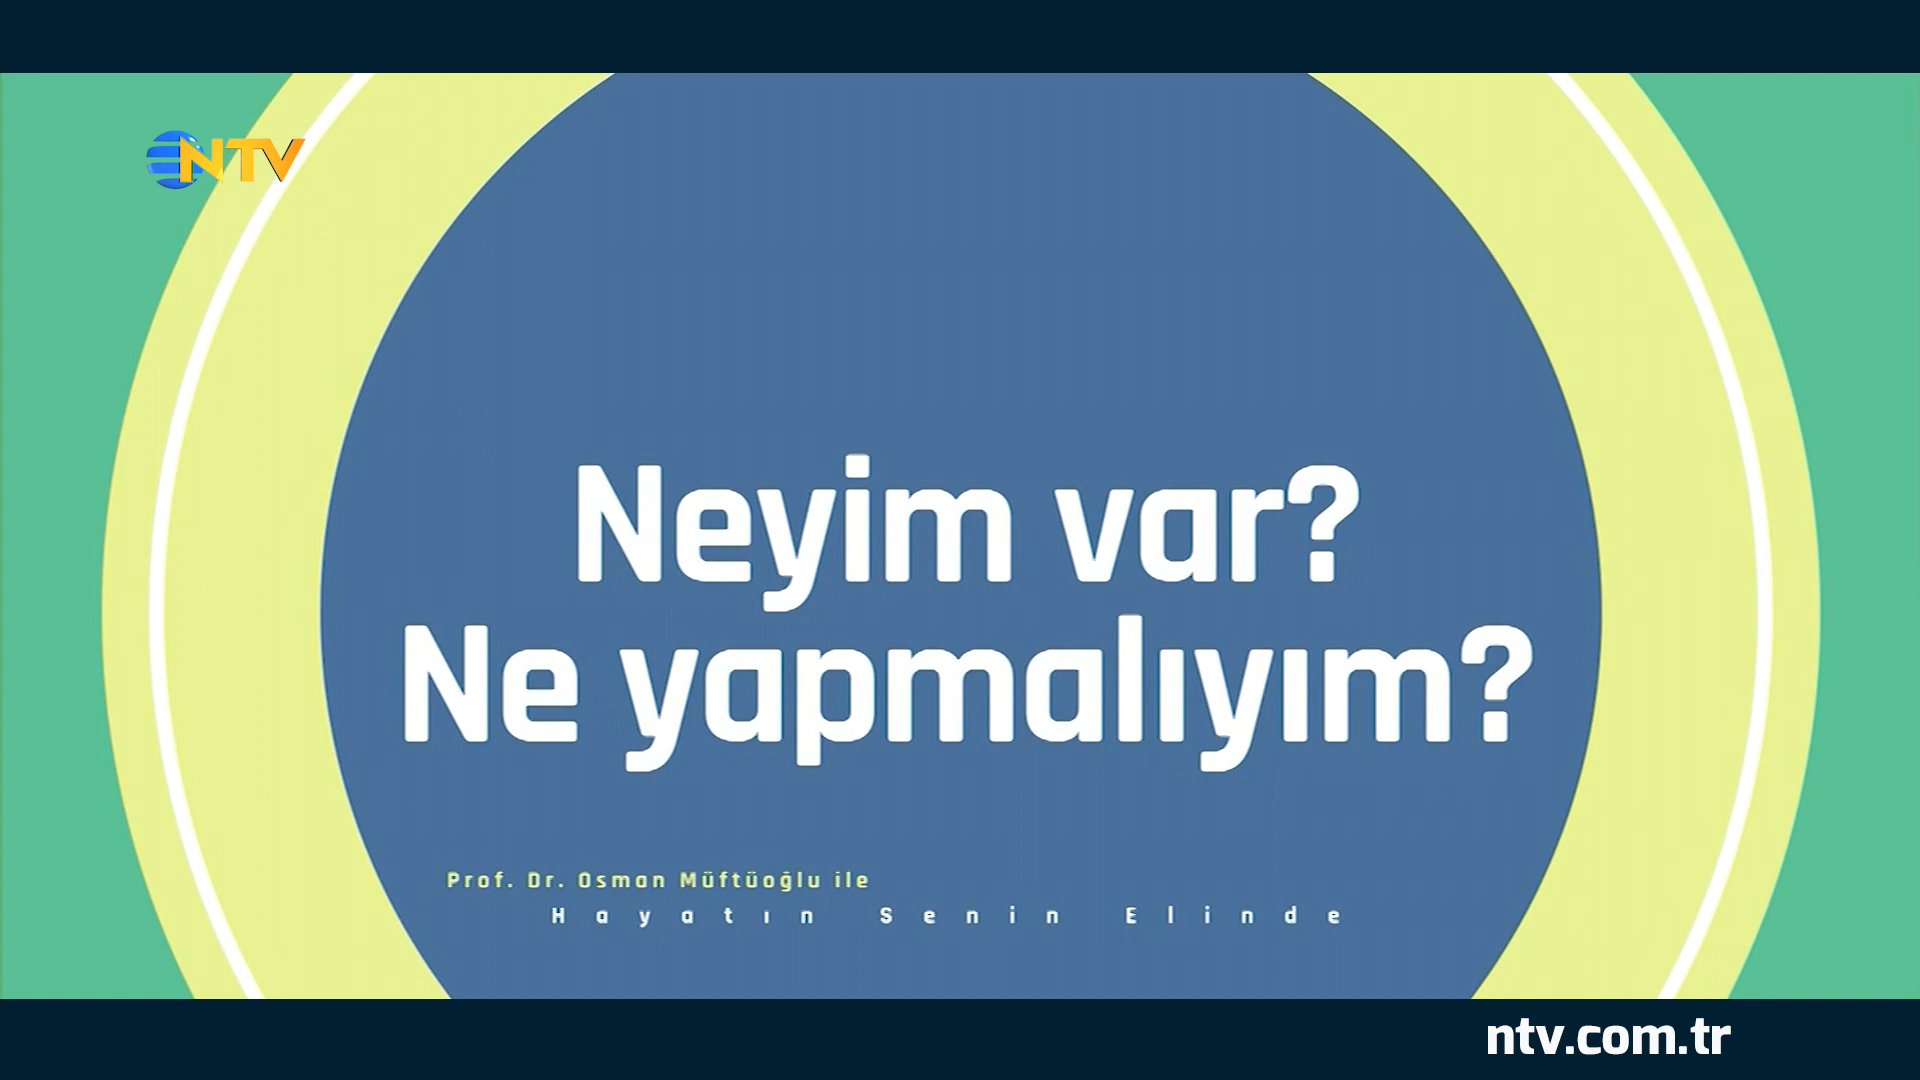 NTV
Neyim var?
Ne yapmalıyım?
Prof. Dr. Osman Müftüoğlu ile
Hayatın Senin Elinde
ntv.com.tr